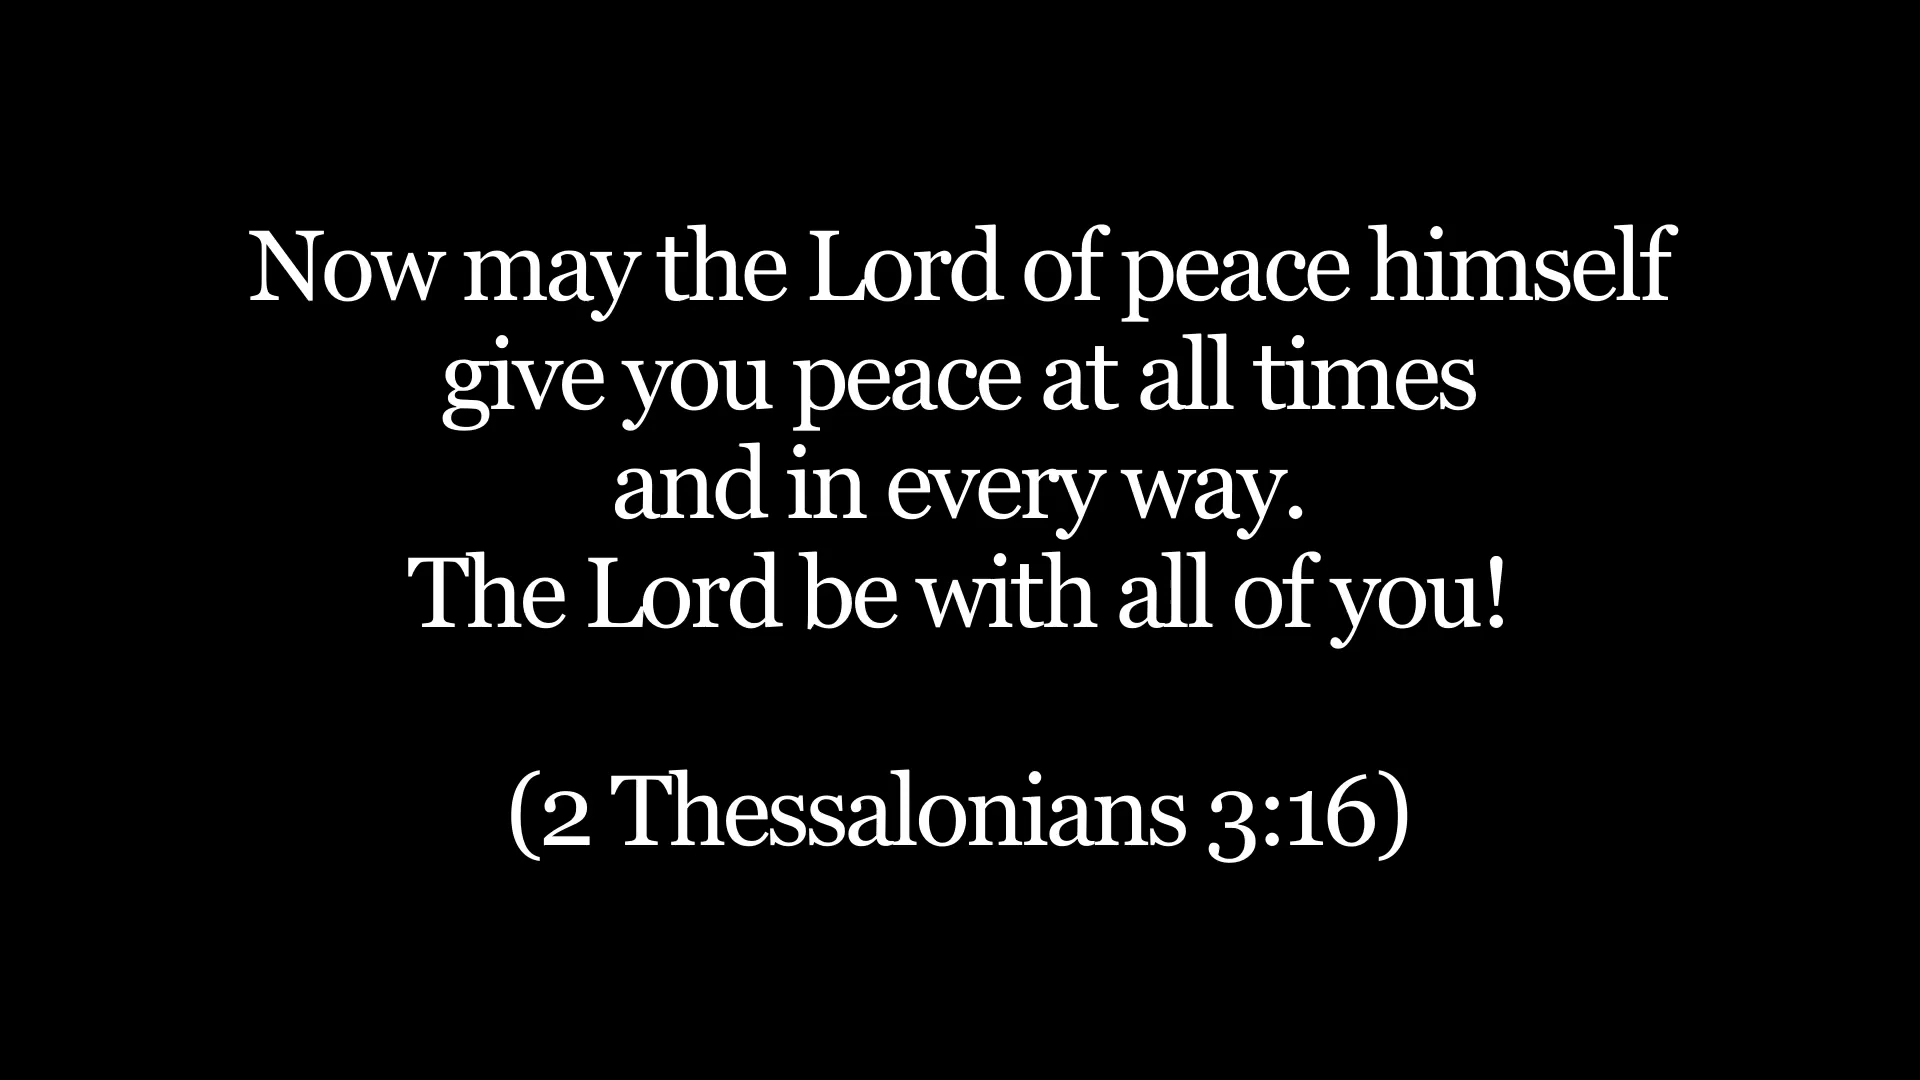 Now may the Lord of peace himself
give you peace at all times
and in every way.
The Lord be with all of you!
(2 Thessalonians 3:16)